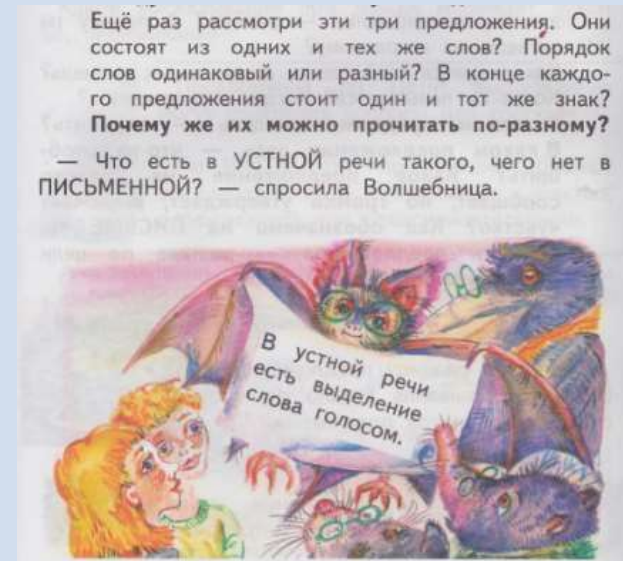 Ещё раз рассмотри эти три предложения. Они
состоят из одних и тех же слов? Порядок
слов одинаковый или разный? В конце каждо-
го предложения стоит один и тот же знак?
Почему же их можно прочитать по-разному?
— Что есть в УСТНОЙ речи такого, чего нет в
ПИСЬМЕННОЙ? — спросила Волшебница.
В устной речи
есть выделение
слова голосом.